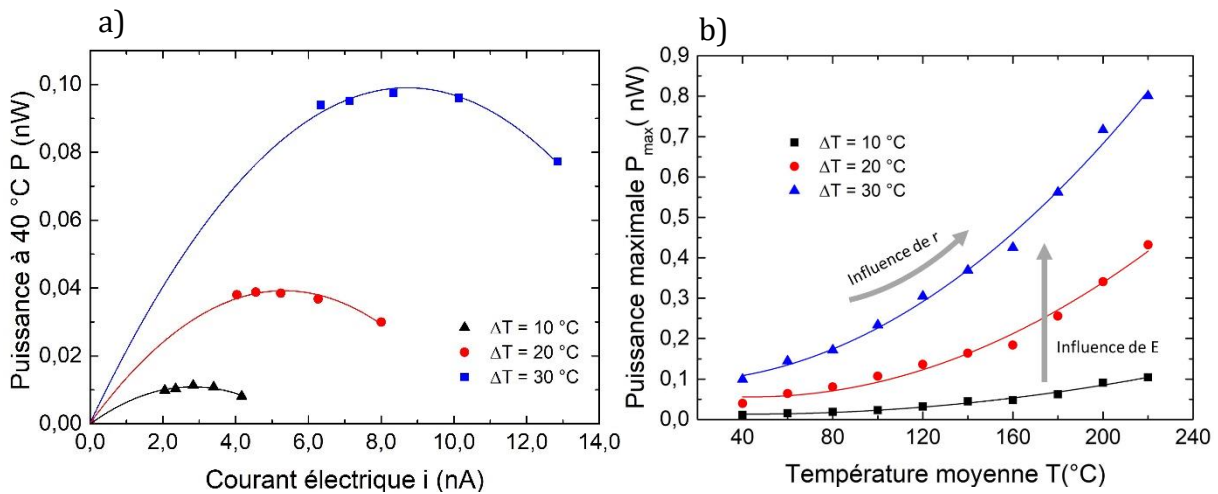 a)
Puissance à 40 °C P (nW)
0,10
0,08
0,06
0,04
0,02
0,00
ΔT = 10 °C
ΔT = 20 °C
ΔT = 30 °C
0,0 2,0 4,0 6,0 8,0 10,0 12,0 14,0
Courant électrique i (nA)
b)
Puissance maximale P_max( nW)
0,9
0,8
0,7
0,6
0,5
0,4
0,3
0,2
0,1
0,0
ΔT = 10 °C
ΔT = 20 °C
ΔT = 30 °C
Influence de r
Influence de E
40 80 120 160 200 240
Température moyenne T(°C)